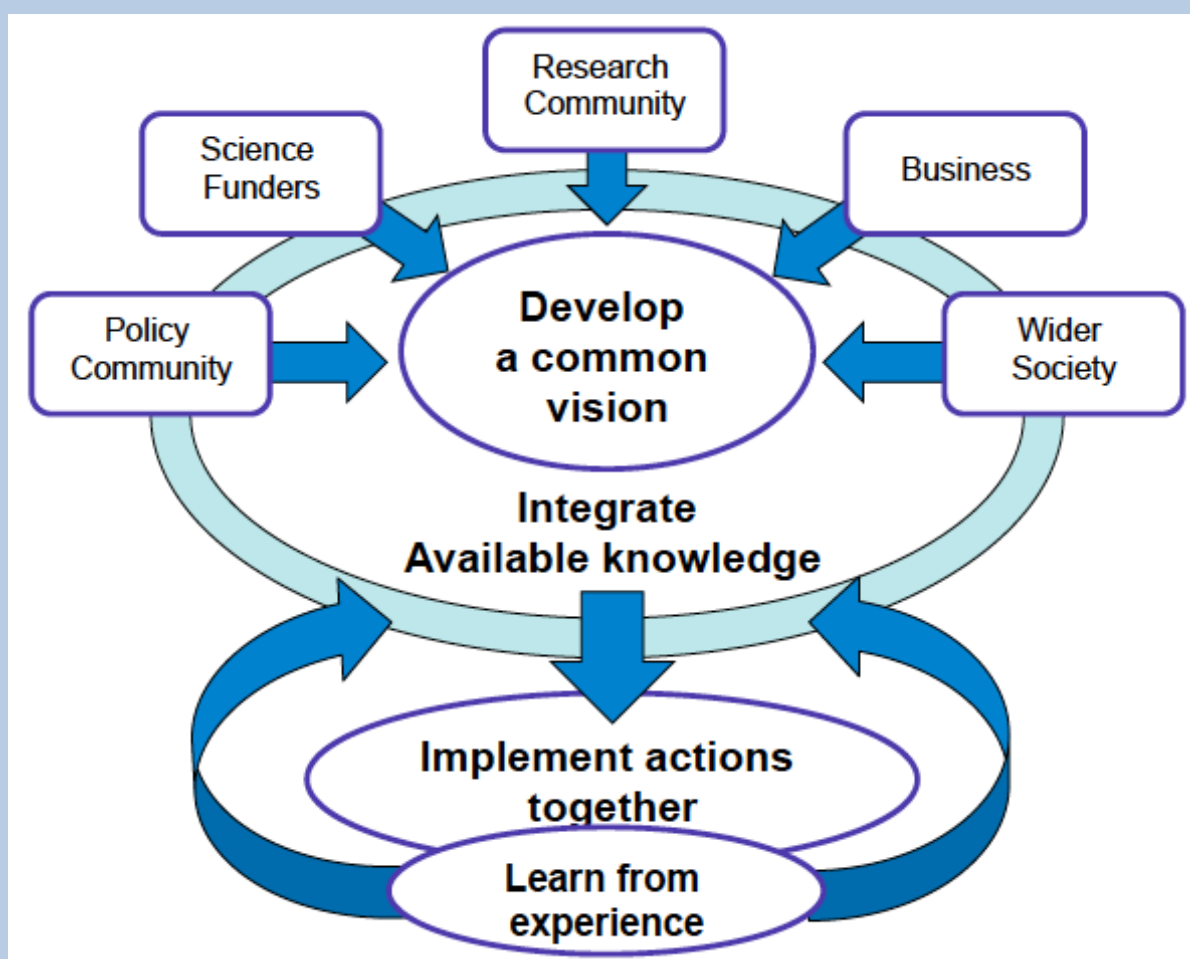 Research
Community
Science
Funders
Business
Policy
Community
Wider
Society
Develop
a common
vision
Integrate
Available knowledge
Implement actions
together
Learn from
experience